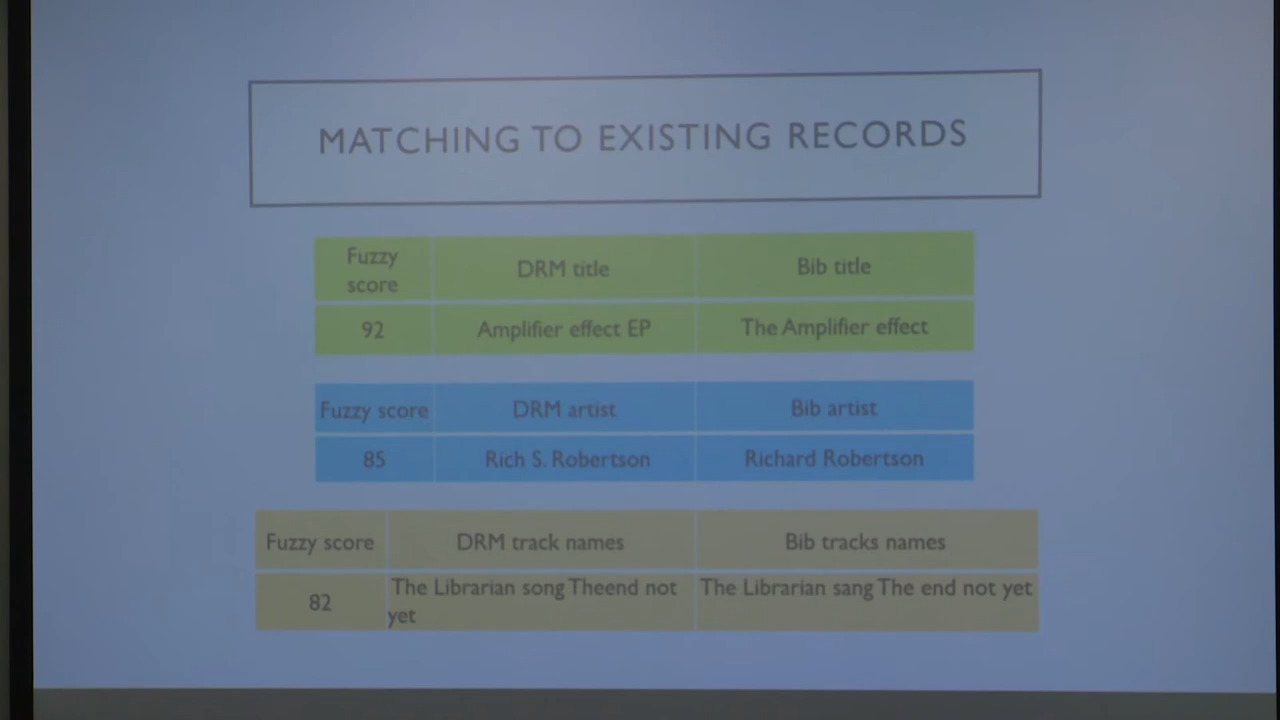 MATCHING TO EXISTING RECORDS
Fuzzy
score
DRM title
Bib title
92
Amplifier effect EP
The Amplifier effect
Fuzzy score
DRM artist
Bib artist
85
Rich S. Robertson
Richard Robertson
Fuzzy score
DRM track names
Bib tracks names
82
The Librarian song Theend not
yet
The Librarian sang The end not yet